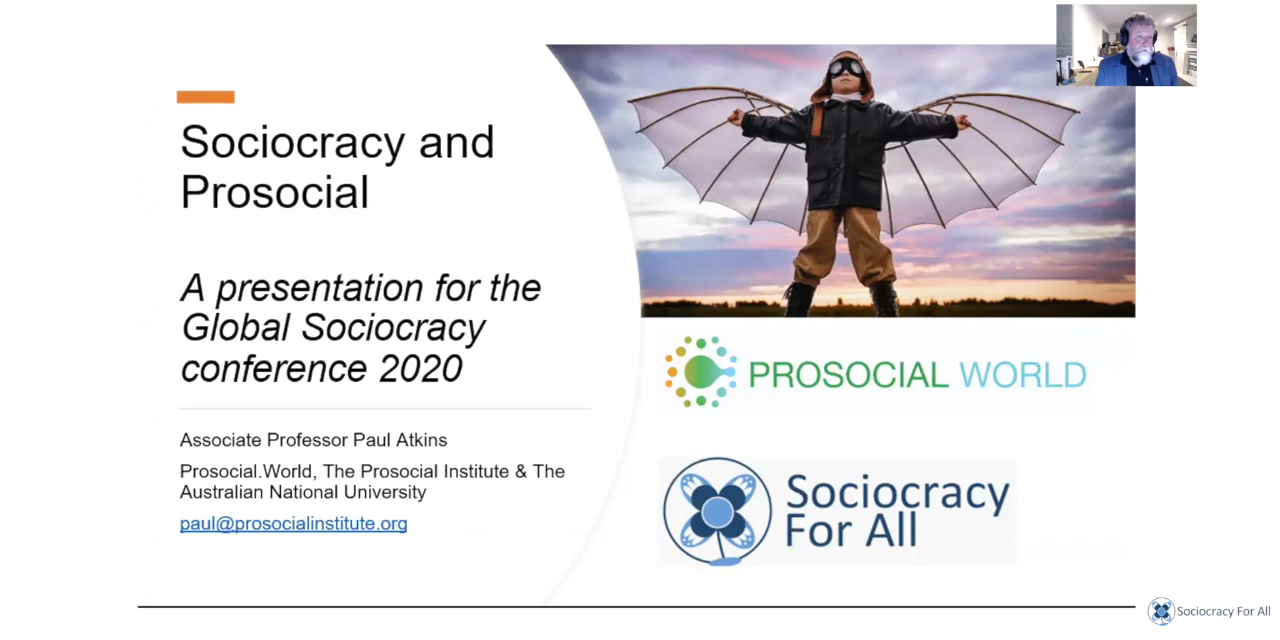 Sociocracy and
Prosocial
A presentation for the
Global Sociocracy
conference 2020
Associate Professor Paul Atkins
Prosocial.World, The Prosocial Institute & The
Australian National University
paul@prosocialinstitute.org
PROSOCIAL WORLD
Sociocracy
For All
Sociocracy For All